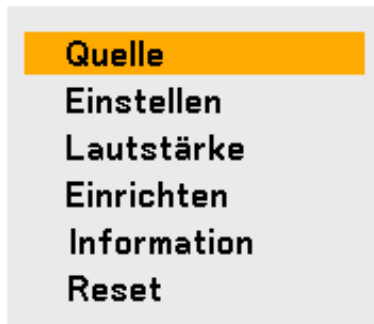 Quelle
Einstellen
Lautstärke
Einrichten
Information
Reset